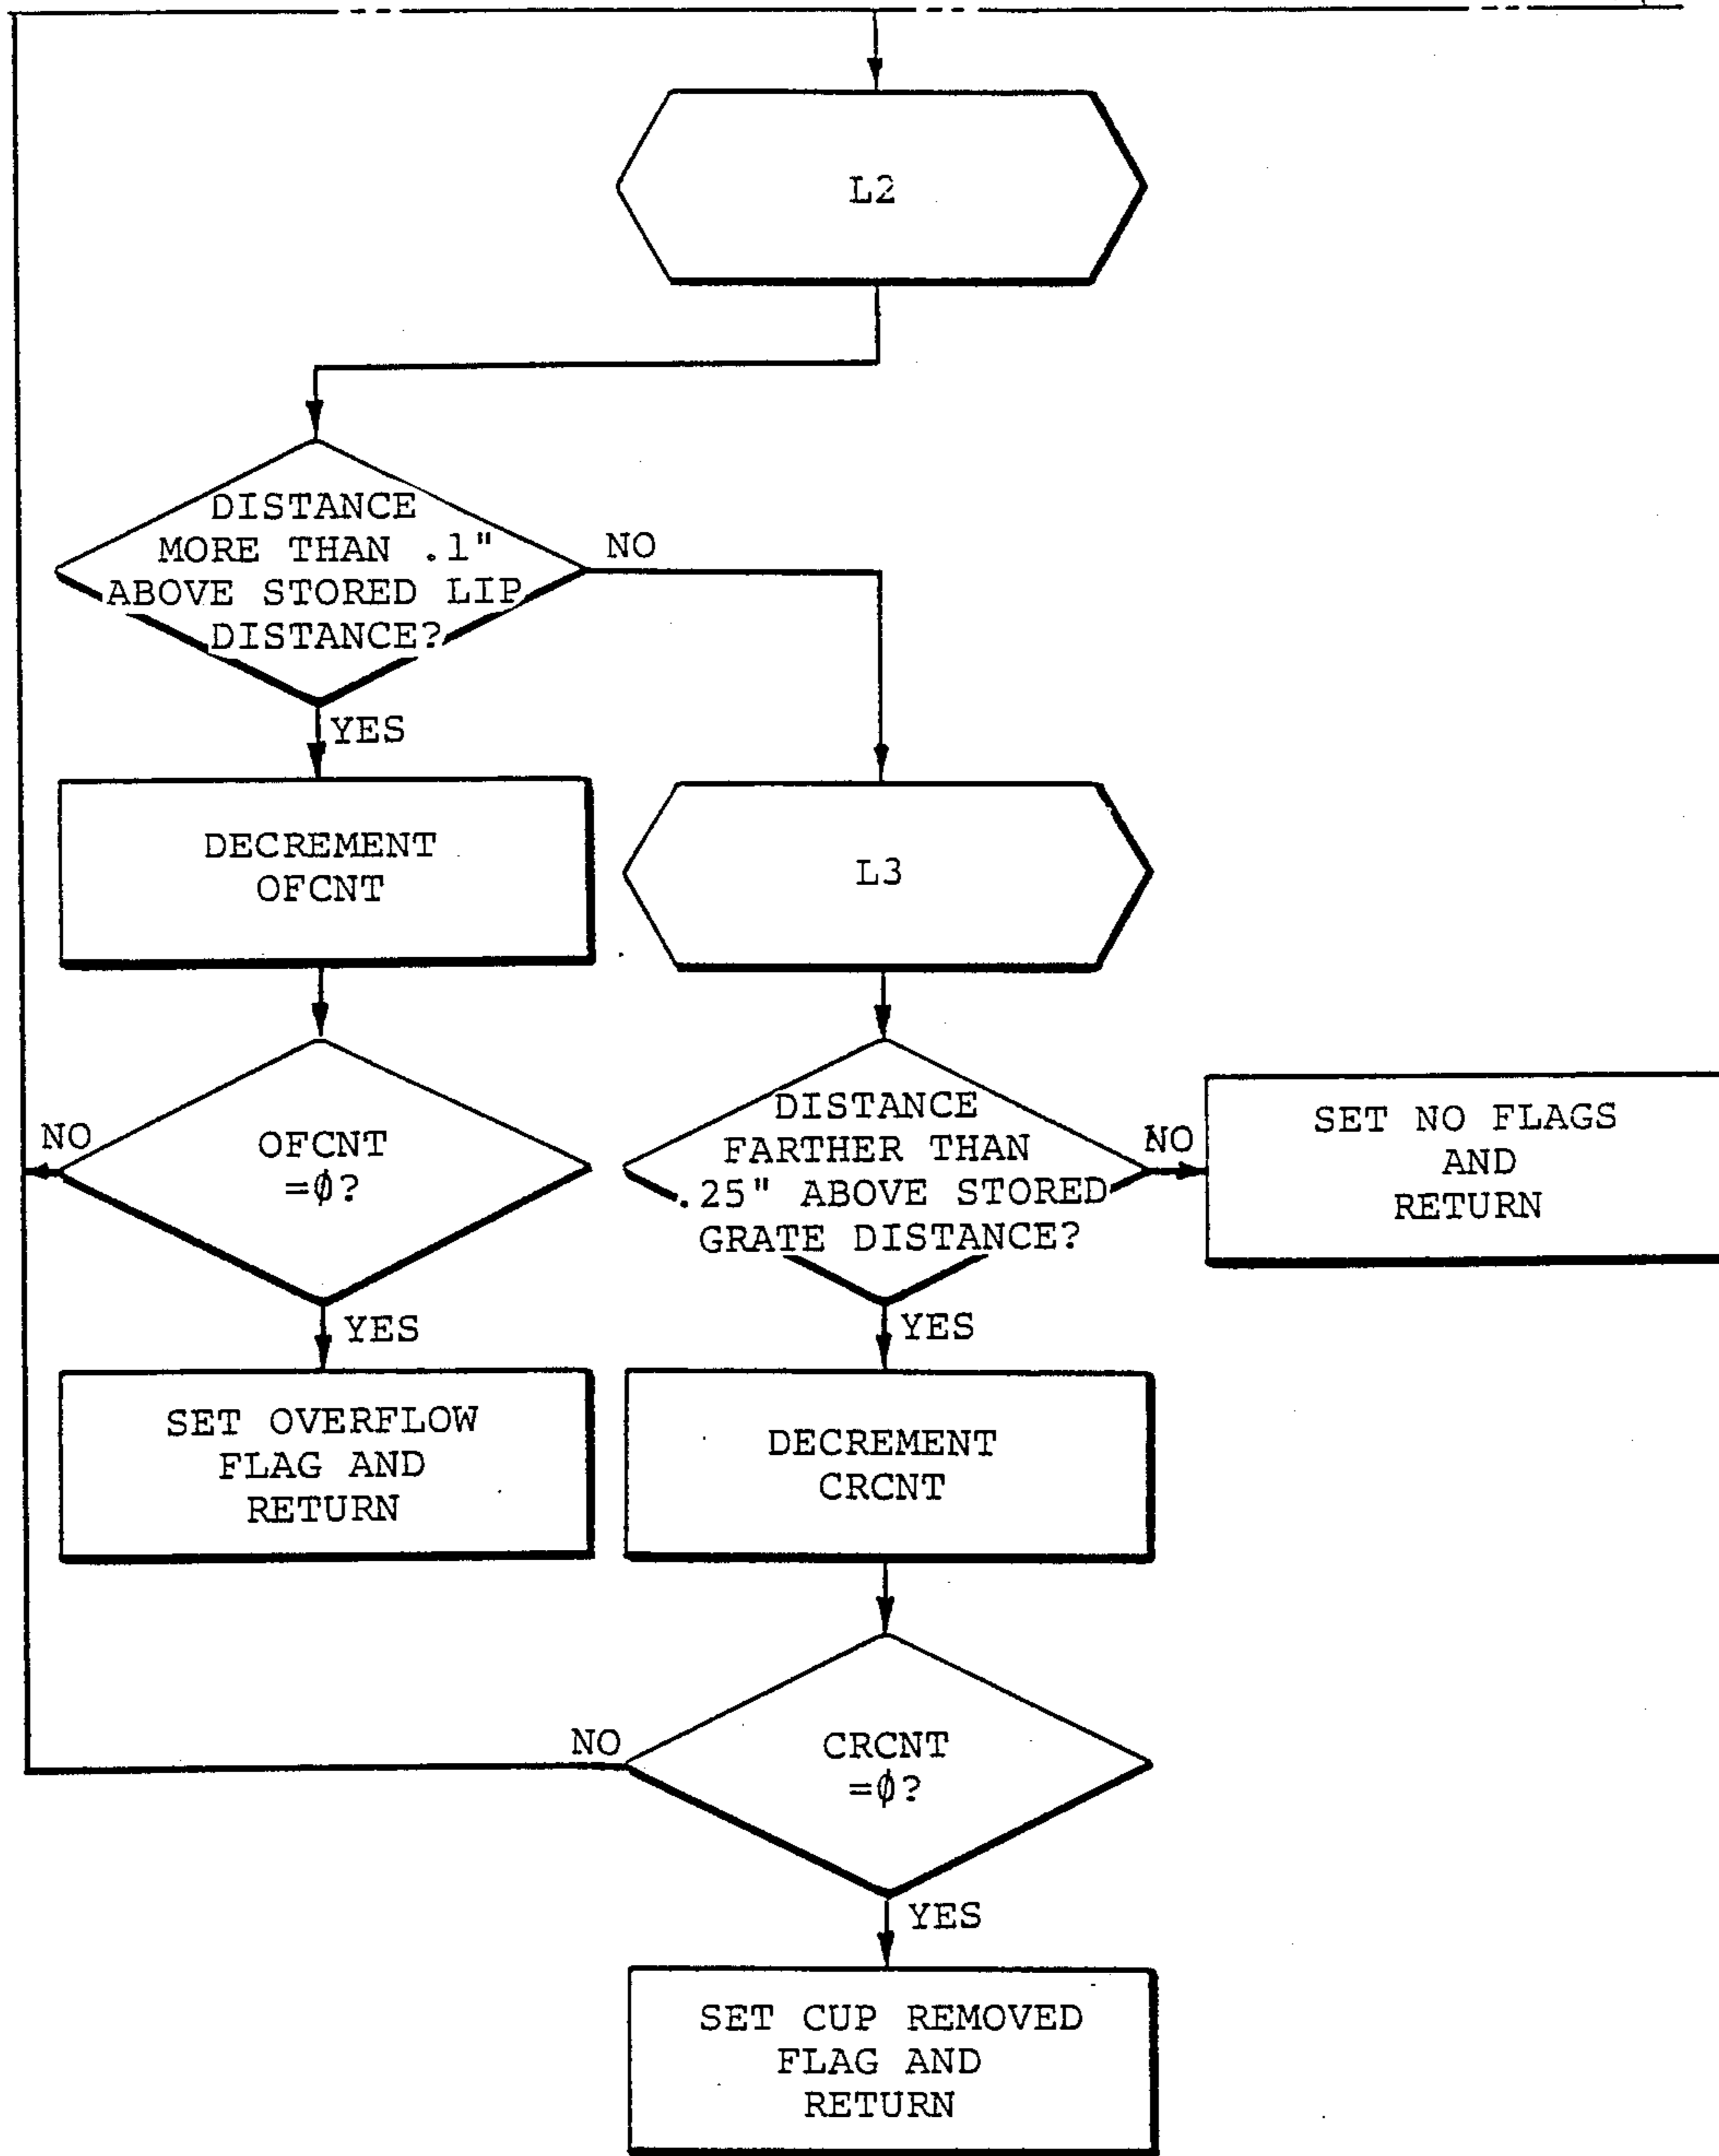 L2
DISTANCE
MORE THAN .1"
ABOVE STORED LIP
DISTANCE?
NO
YES
DECREMENT
OFCNT
L3
OFCNT
=Ø?
NO
YES
SET OVERFLOW
FLAG AND
RETURN
DISTANCE
FARTHER THAN
.25" ABOVE STORED
GRATE DISTANCE?
NO
SET NO FLAGS
AND
RETURN
YES
DECREMENT
CRCNT
CRCNT
=Ø?
NO
YES
SET CUP REMOVED
FLAG AND
RETURN